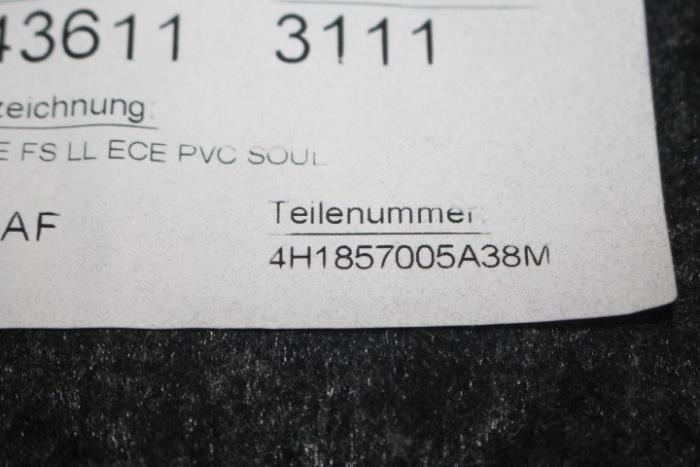 43611 3111
zeichnung:
E FS LL ECE PVC SOUL
AF
Teilenummer:
4H1857005A38M